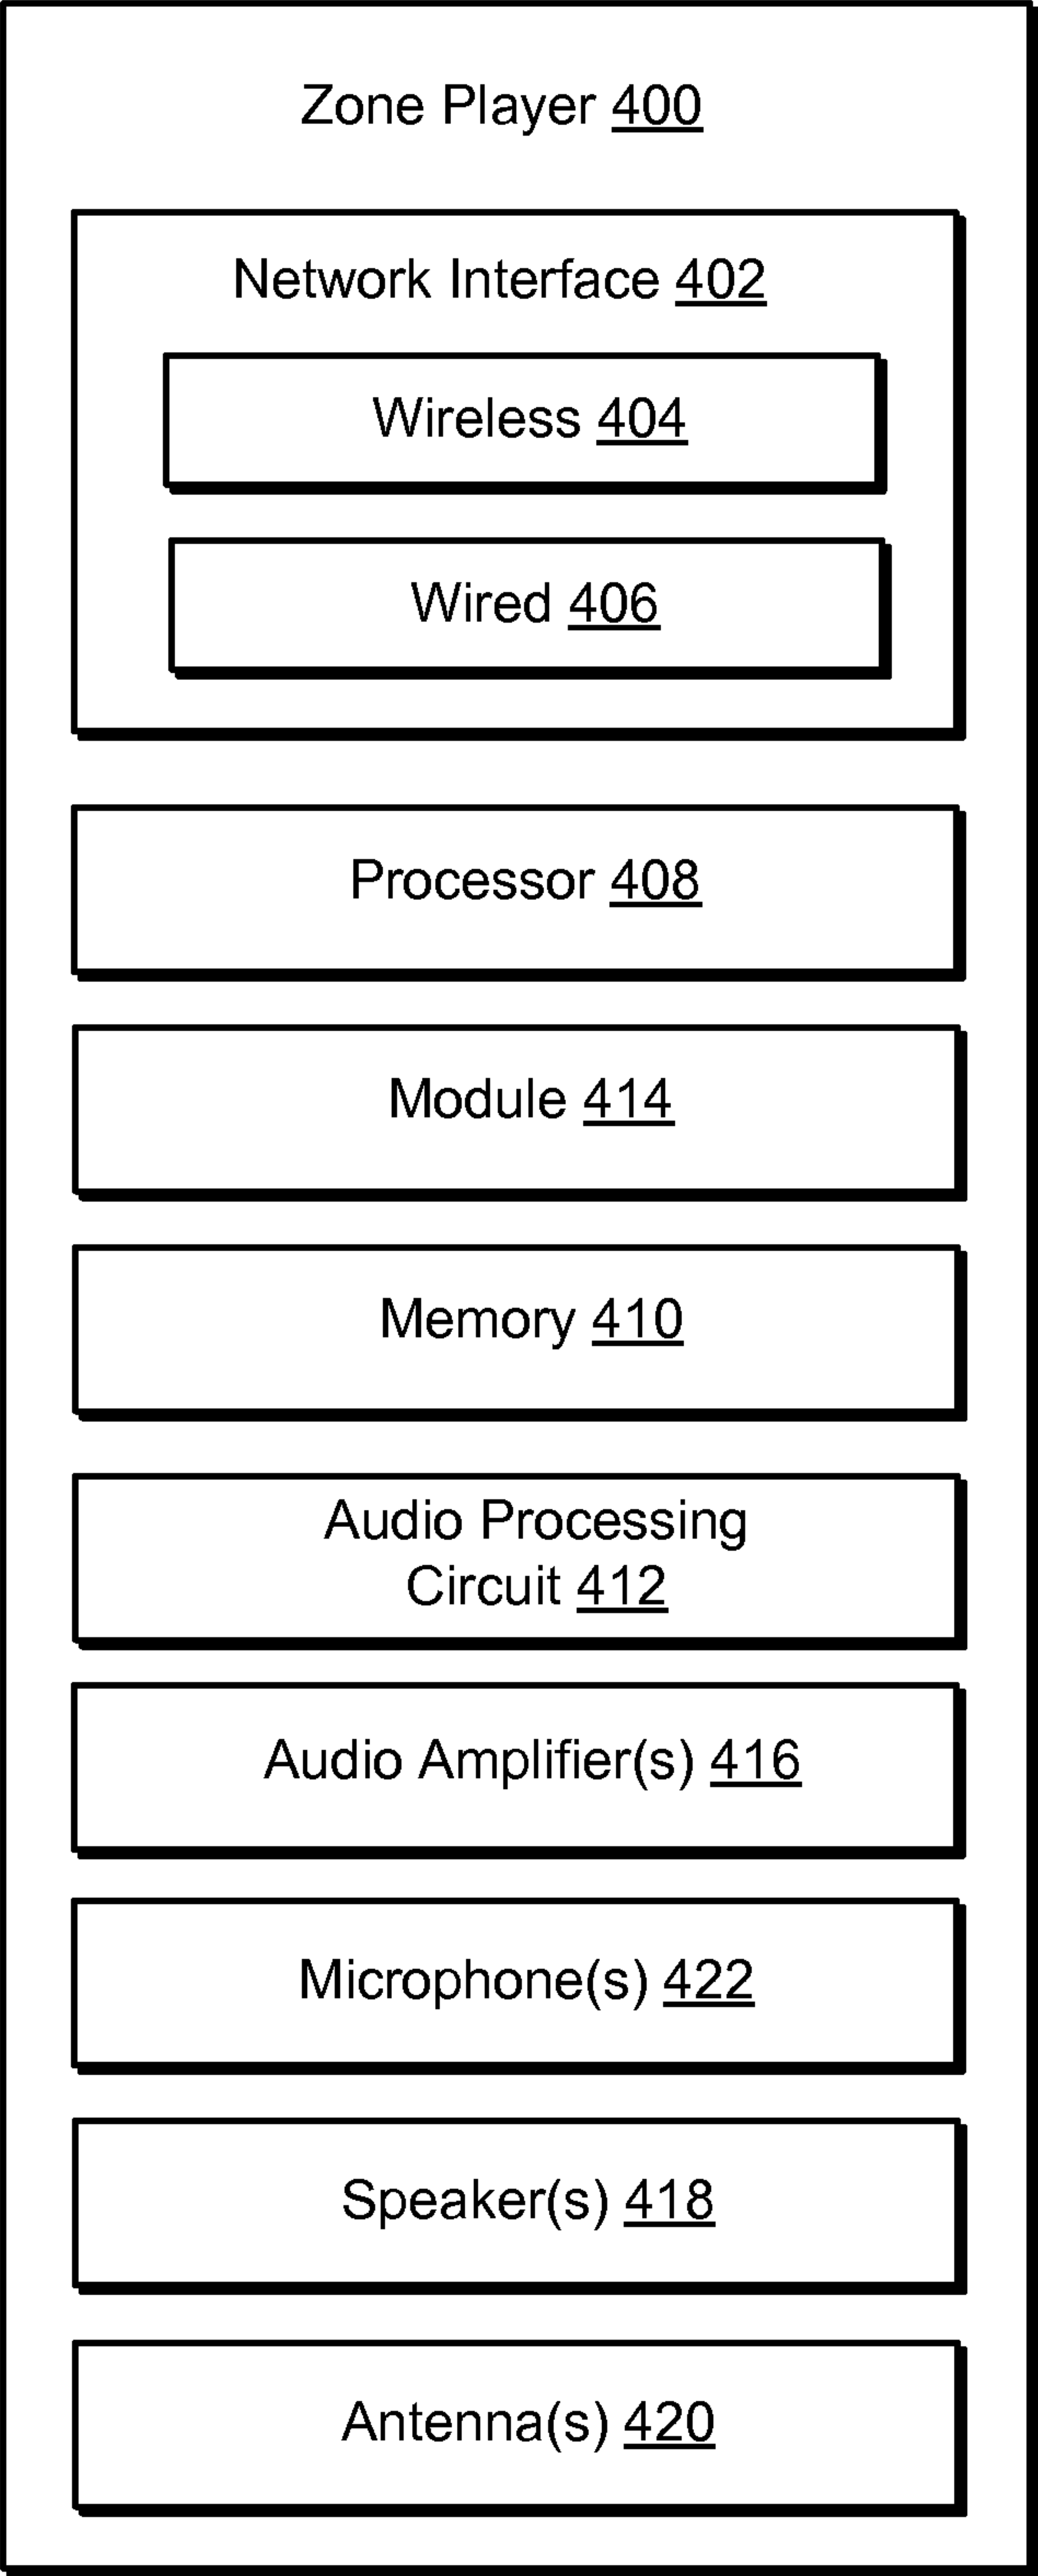 Zone Player 400
Network Interface 402
Wireless 404
Wired 406
Processor 408
Module 414
Memory 410
Audio Processing
Circuit 412
Audio Amplifier(s) 416
Microphone(s) 422
Speaker(s) 418
Antenna(s) 420